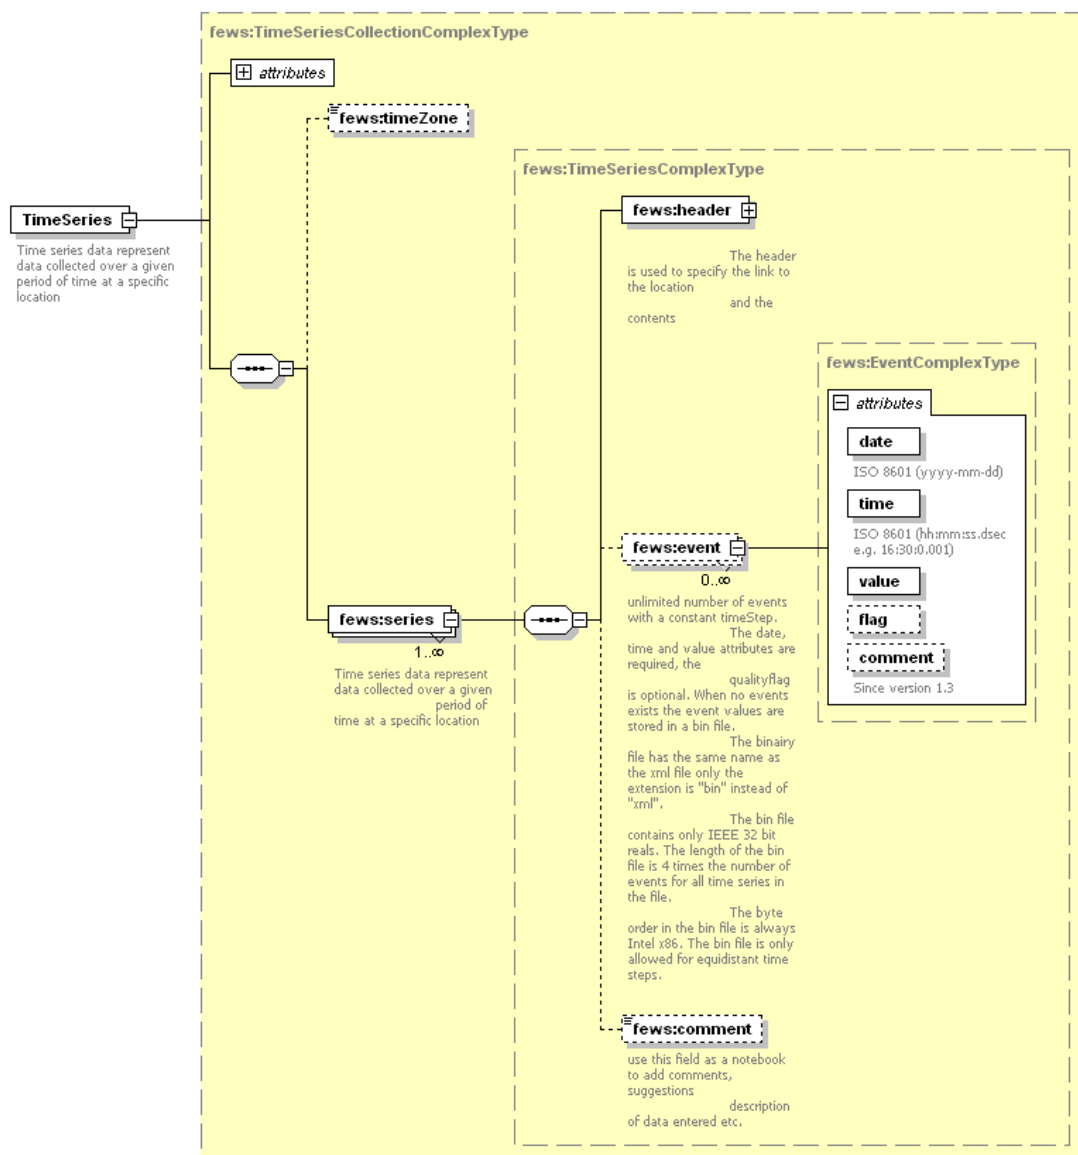 fews:TimeSeriesCollectionComplexType
attributes
fews:timeZone
fews:TimeSeriesComplexType
TimeSeries
Time series data represent
data collected over a given
period of time at a specific
location
fews:header
The header
is used to specify the link to
the location
and the
contents
fews:EventComplexType
attributes
date
ISO 8601 (yyyy-mm-dd)
time
ISO 8601 (hh:mm:ss.dsec
e.g. 16:30:0.001)
value
flag
comment
Since version 1.3
fews:event
0..∞
unlimited number of events
with a constant timeStep.
The date,
time and value attributes are
required, the
qualityflag
is optional. When no events
exists the event values are
stored in a bin file.
The binairy
file has the same name as
the xml file only the
extension is "bin" instead of
"xml".
The bin file
contains only IEEE 32 bit
reals. The length of the bin
file is 4 times the number of
events for all time series in
the file.
The byte
order in the bin file is always
Intel x86. The bin file is only
allowed for equidistant time
steps.
fews:series
1..∞
Time series data represent
data collected over a given
period of
time at a specific location
fews:comment
use this field as a notebook
to add comments,
suggestions
description
of data entered etc.